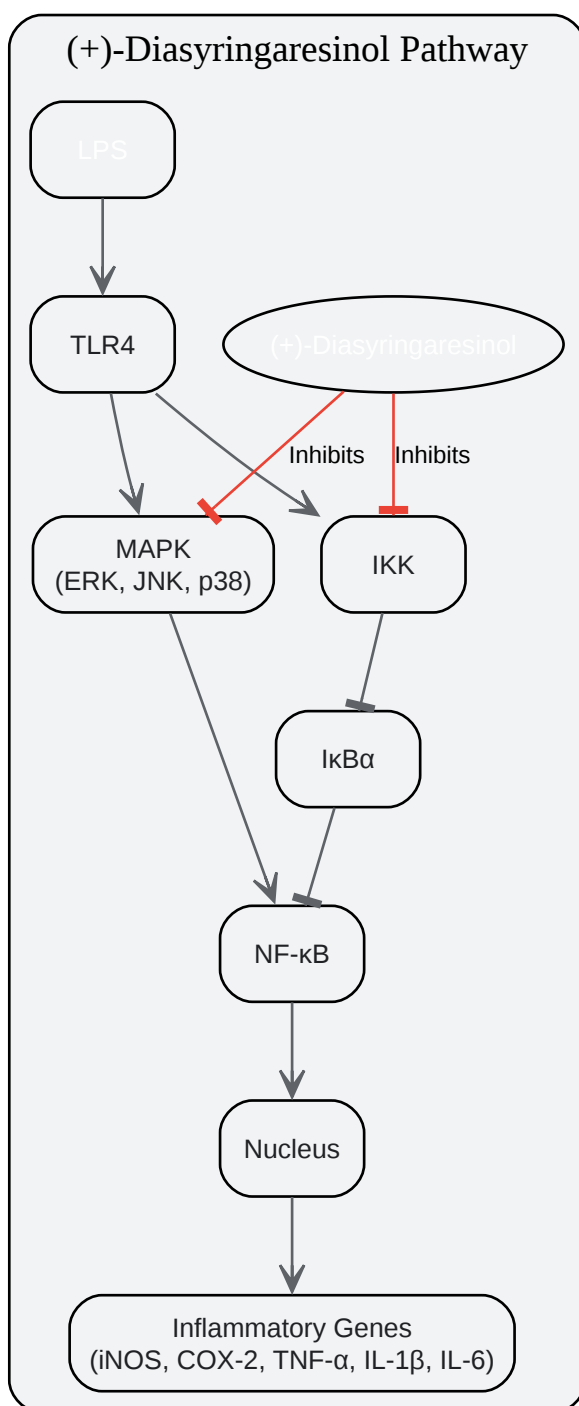 (+)-Diasyringaresinol Pathway
LPS
TLR4
(+)-Diasyringaresinol
Inhibits
Inhibits
MAPK
(ERK, JNK, p38)
IKK
IκBα
NF-κB
Nucleus
Inflammatory Genes
(iNOS, COX-2, TNF-α, IL-1β, IL-6)